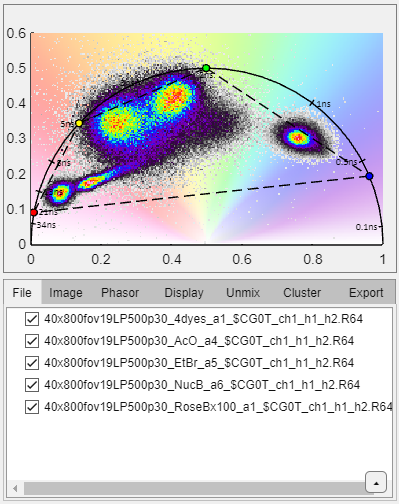 0.6
0.5
0.4
0.3
0.2
0.1
0
1ns
5ns
0.5ns
8ns
21ns
34ns
0.1ns
0 0.2 0.4 0.6 0.8 1
File Image Phasor Display Unmix Cluster Export
40x800fov19LP500p30_4dyes_a1_$CG0T_ch1_h1_h2.R64
40x800fov19LP500p30_AcO_a4_$CG0T_ch1_h1_h2.R64
40x800fov19LP500p30_EtBr_a5_$CG0T_ch1_h1_h2.R64
40x800fov19LP500p30_NucB_a6_$CG0T_ch1_h1_h2.R64
40x800fov19LP500p30_RoseBx100_a1_$CG0T_ch1_h1_h2.R64